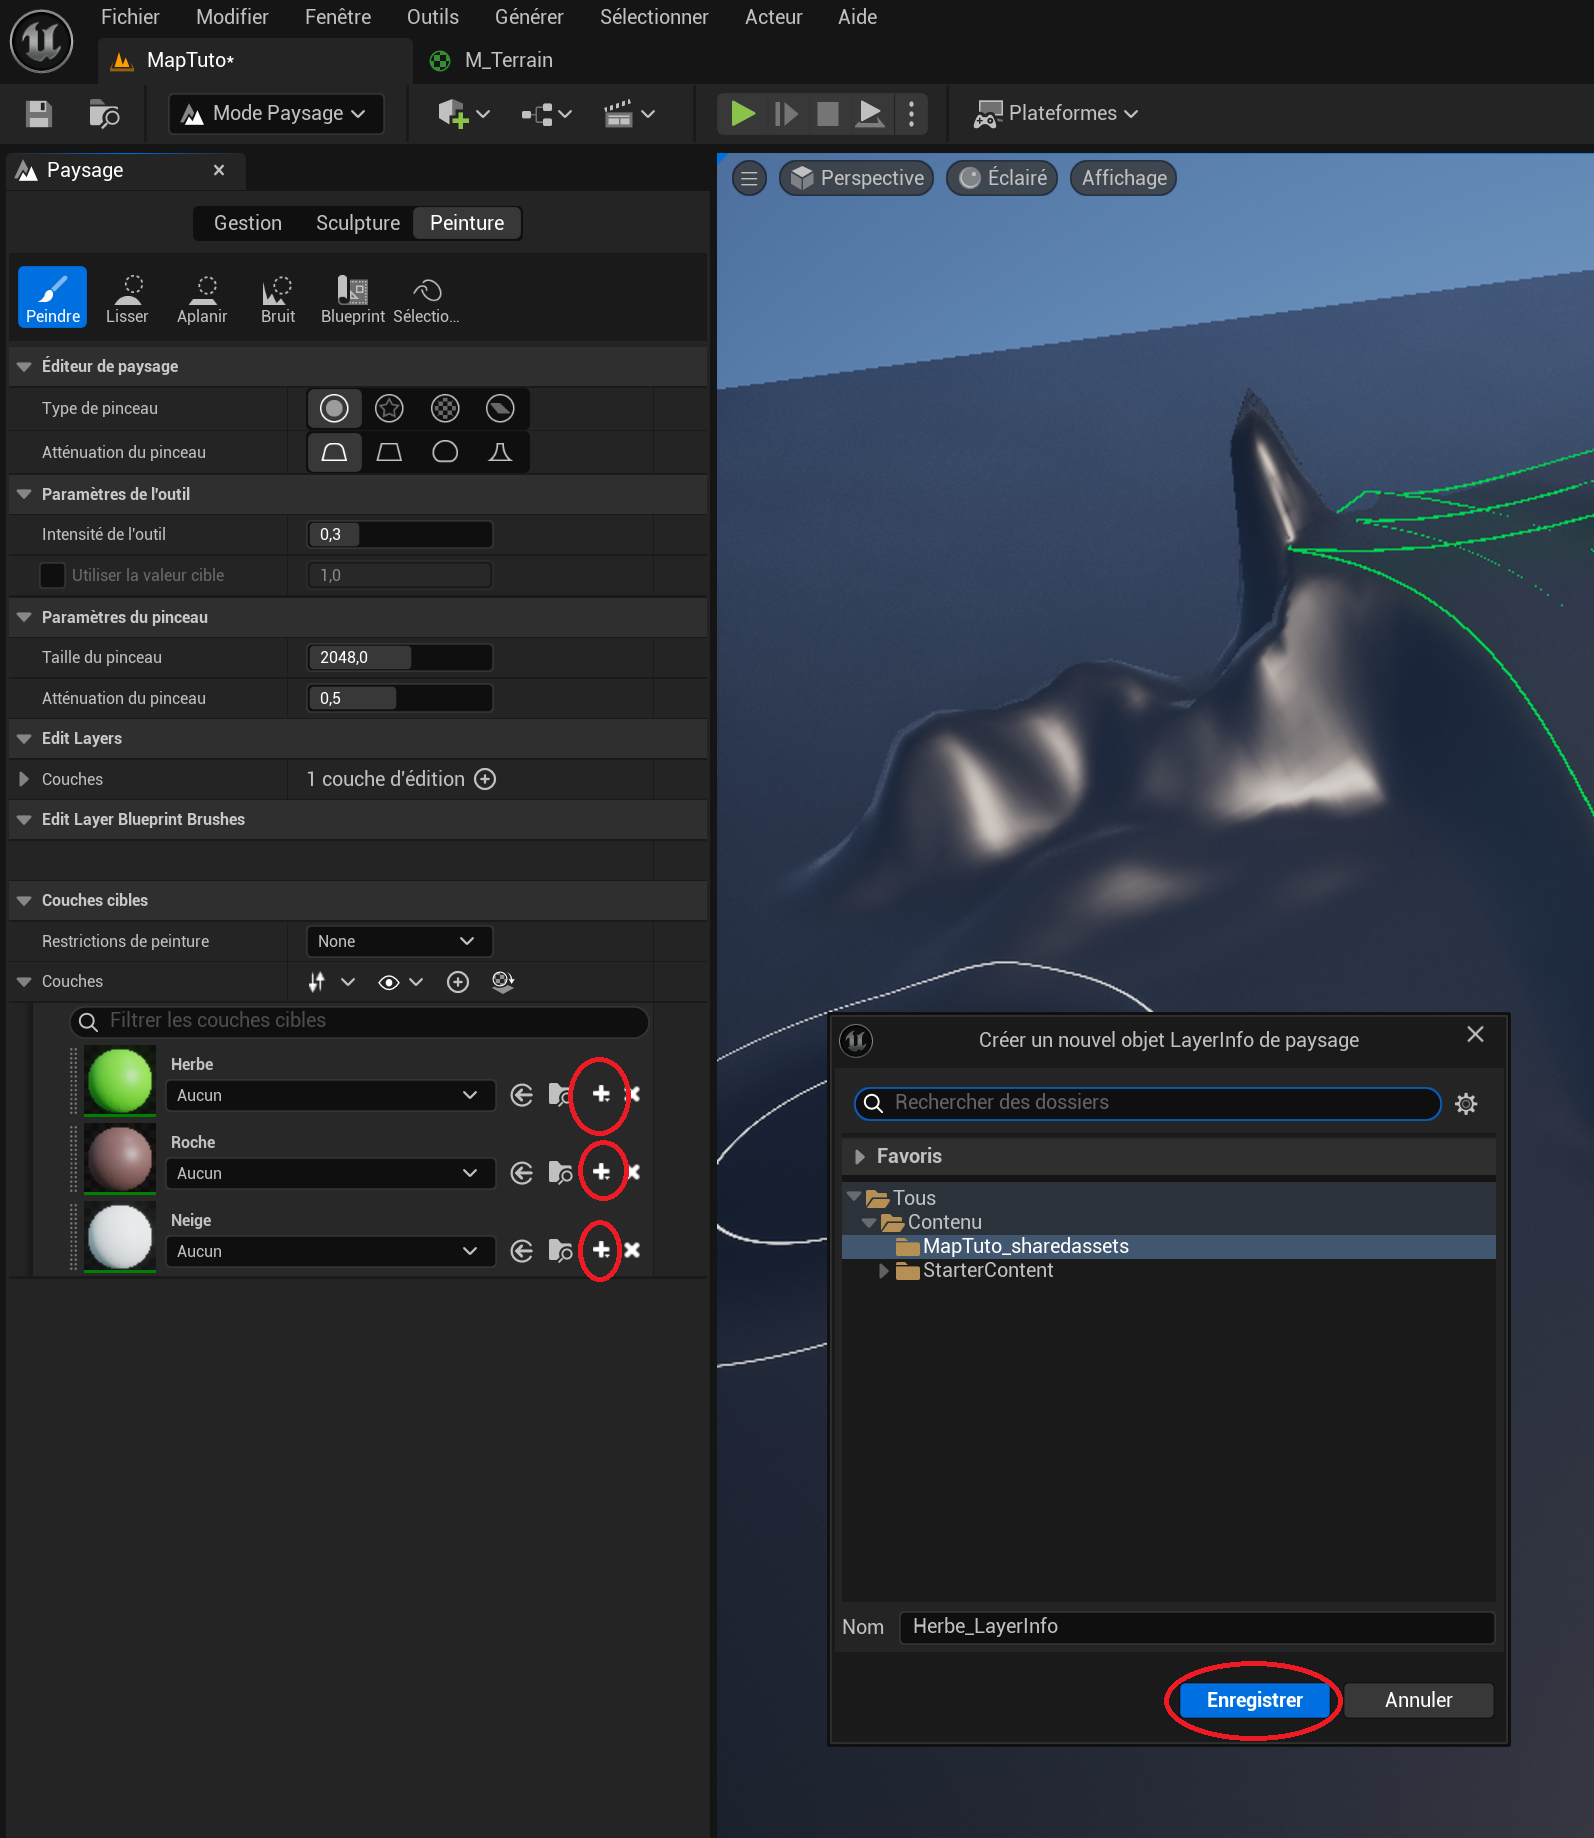 Fichier Modifier Fenêtre Outils Générer Sélectionner Acteur Aide
MapTuto* M_Terrain
Mode Paysage Plateformes
Paysage
Perspective Éclairé Affichage
Gestion Sculpture Peinture
Peindre Lisser Aplanir Bruit Blueprint Sélectio...
Éditeur de paysage
Type de pinceau
Atténuation du pinceau
Paramètres de l'outil
Intensité de l'outil 0,3
Utiliser la valeur cible 1,0
Paramètres du pinceau
Taille du pinceau 2048,0
Atténuation du pinceau 0,5
Edit Layers
Couches 1 couche d'édition
Edit Layer Blueprint Brushes
Couches cibles
Restrictions de peinture None
Couches
Filtrer les couches cibles
Herbe
Aucun
Roche
Aucun
Neige
Aucun
Créer un nouvel objet LayerInfo de paysage
Rechercher des dossiers
Favoris
Tous
Contenu
MapTuto_sharedassets
StarterContent
Nom Herbe_LayerInfo
Enregistrer Annuler